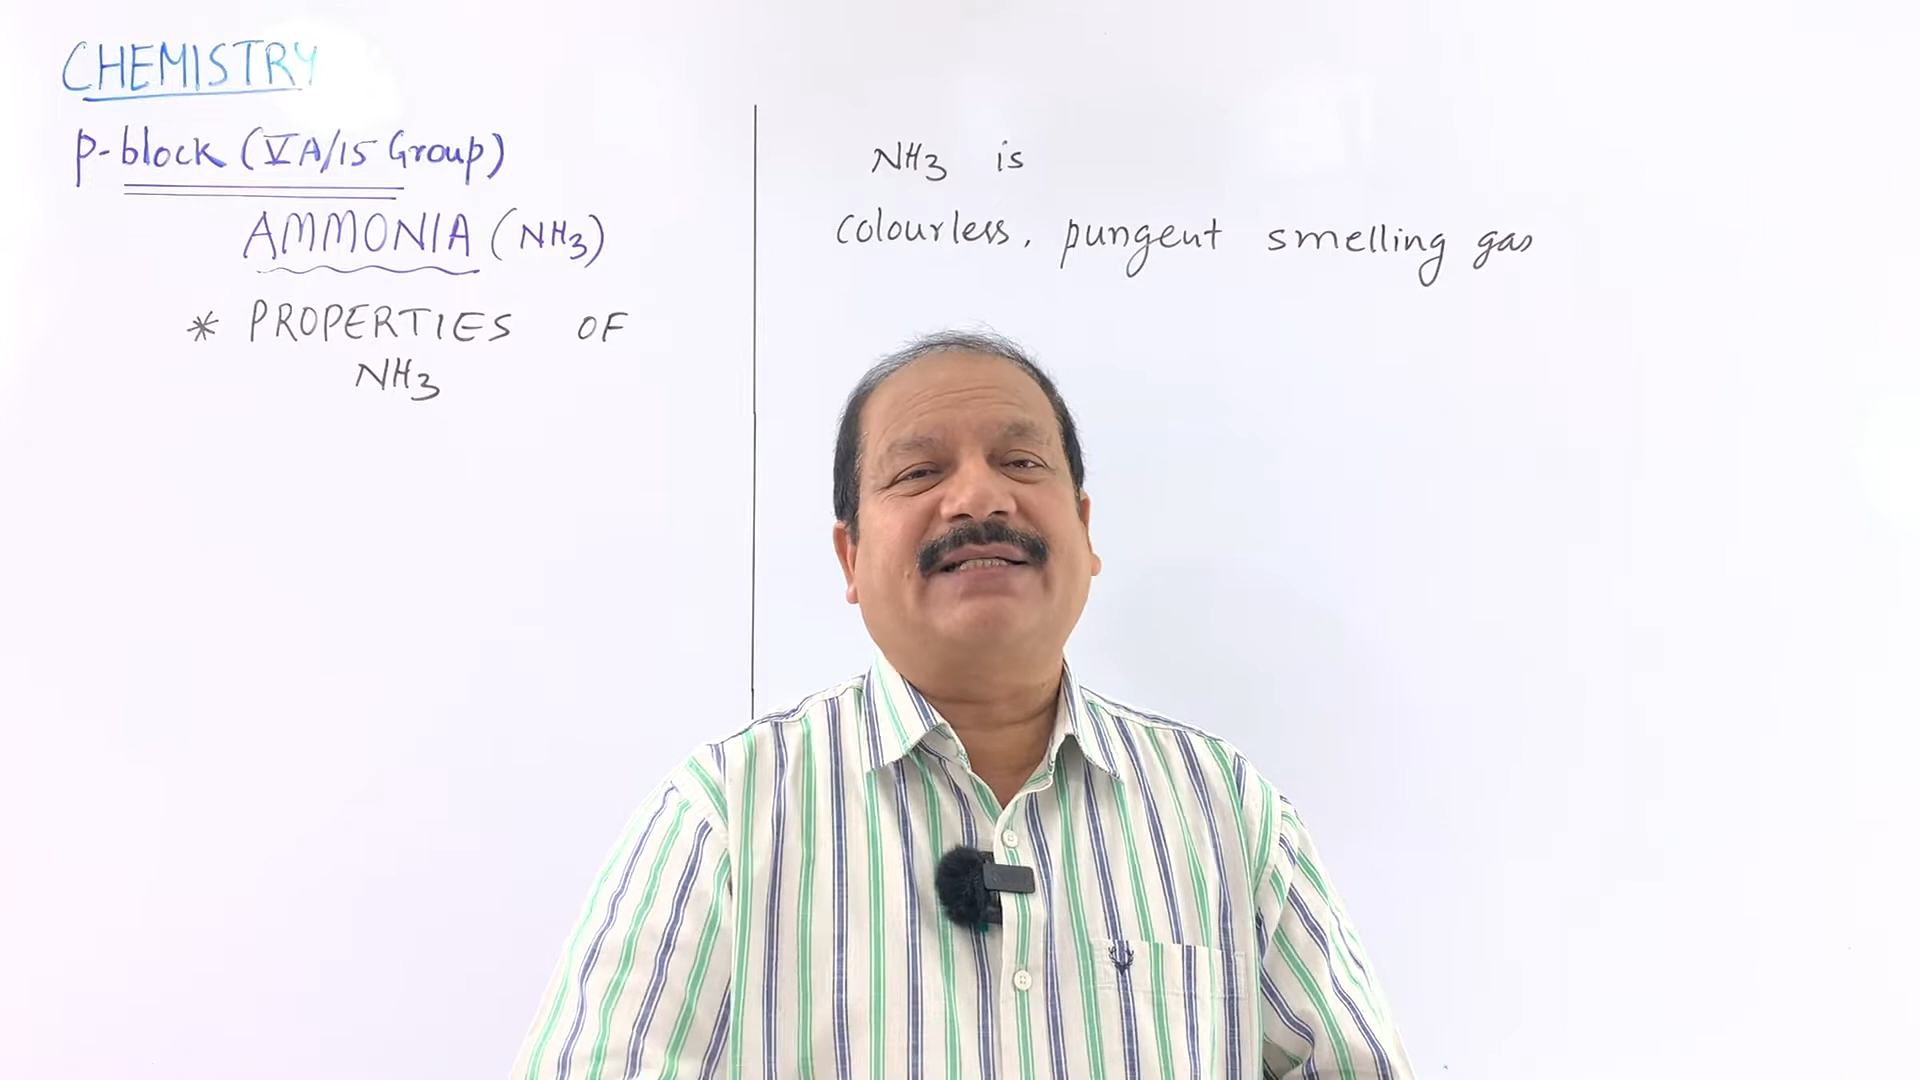 CHEMISTRY
p-block (VA/15 Group)
AMMONIA (NH3)
* PROPERTIES OF
NH3
NH3 is
colourless, pungent smelling gas